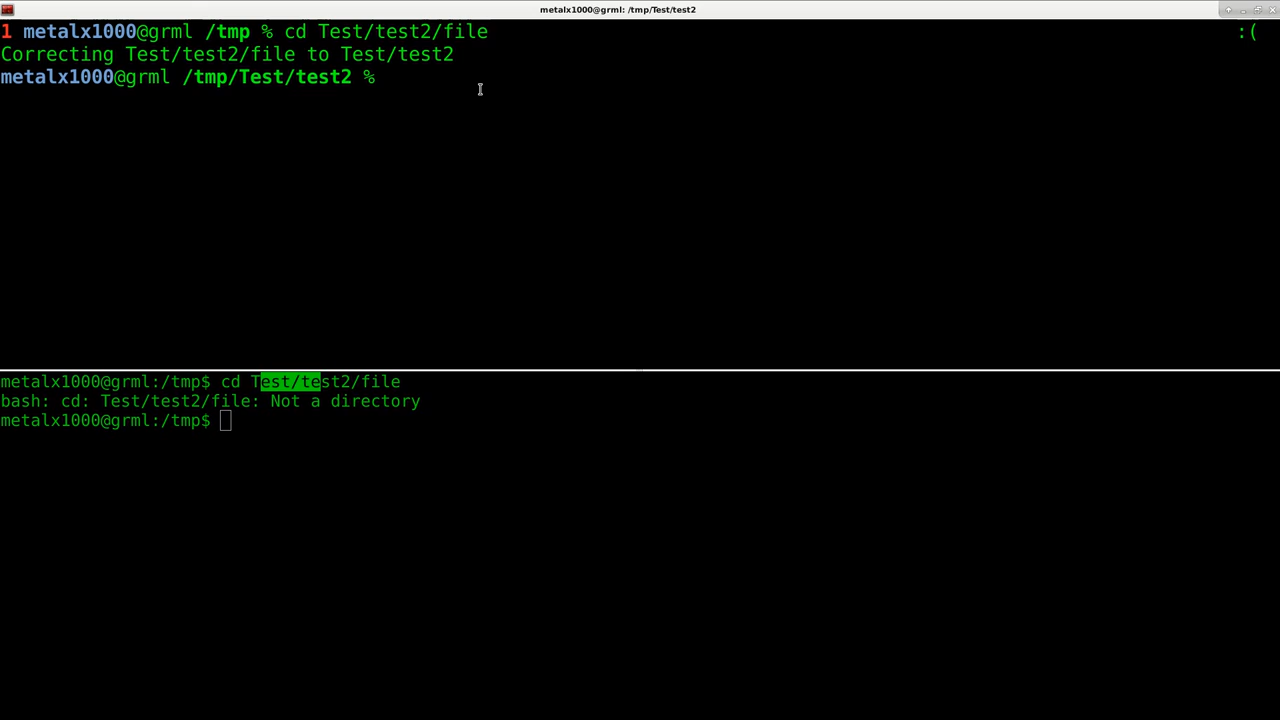 metalx1000@grml: /tmp/Test/test2
1 metalx1000@grml /tmp % cd Test/test2/file :(
Correcting Test/test2/file to Test/test2
metalx1000@grml /tmp/Test/test2 %
metalx1000@grml:/tmp$ cd Test/test2/file
bash: cd: Test/test2/file: Not a directory
metalx1000@grml:/tmp$